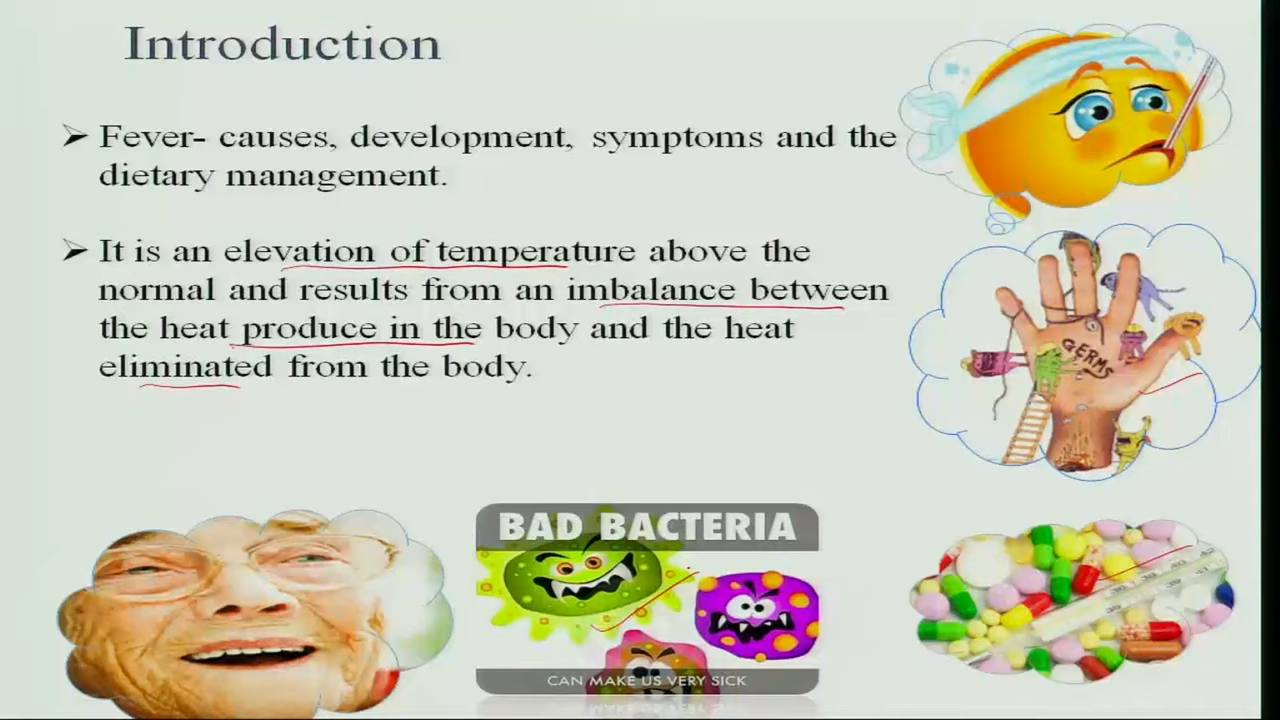 Introduction
➢ Fever- causes, development, symptoms and the
dietary management.
➢ It is an elevation of temperature above the
normal and results from an imbalance between
the heat produce in the body and the heat
eliminated from the body.
GERMS
BAD BACTERIA
CAN MAKE US VERY SICK